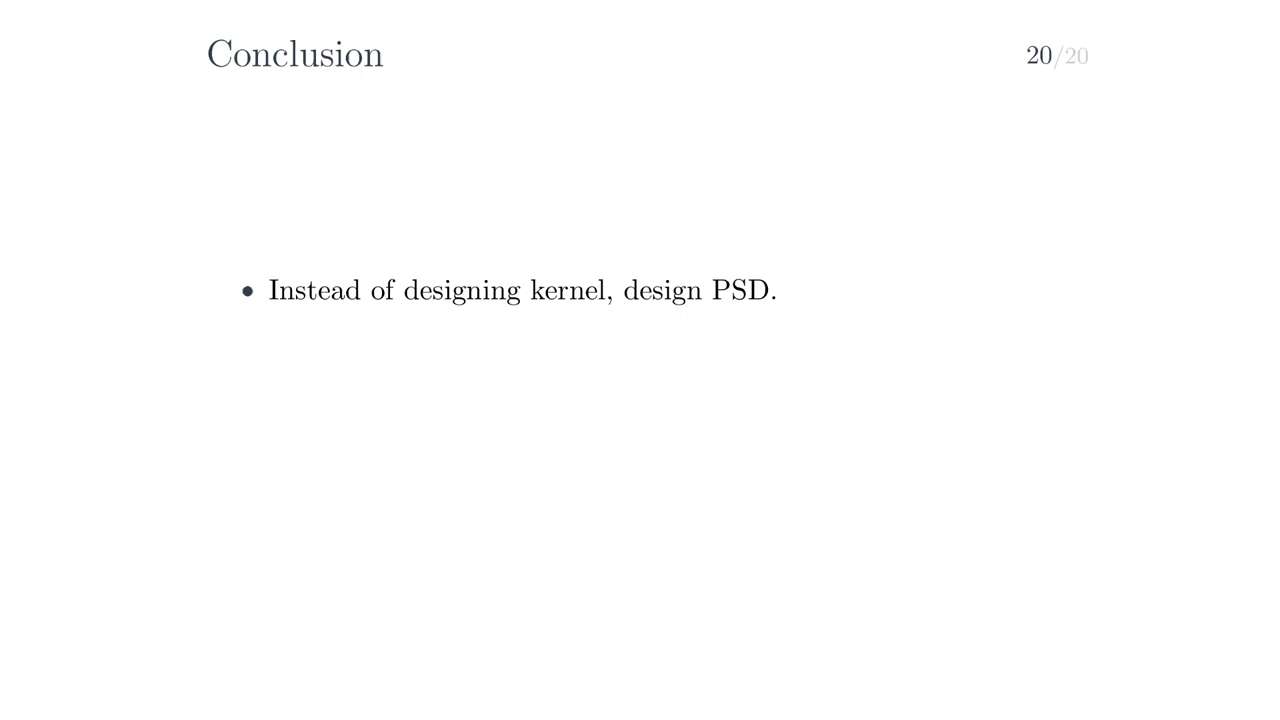 Conclusion
20/20
• Instead of designing kernel, design PSD.